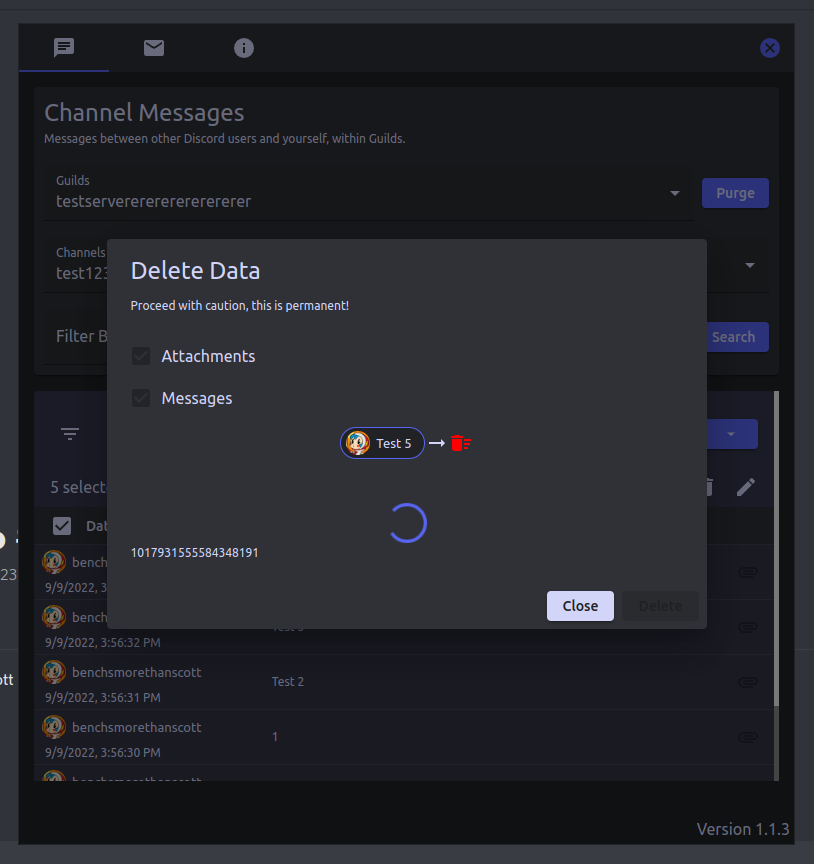 Channel Messages
Messages between other Discord users and yourself, within Guilds.
Guilds
testserverererererererer
Purge
Channels
test123
Delete Data
Proceed with caution, this is permanent!
Filter B
Search
Attachments
Messages
Test 5
5 select
1017931555584348191
Dat
bench
9/9/2022, 3
Close
Delete
bench
9/9/2022, 3:56:32 PM
23
benchsmorethanscott
Test 2
9/9/2022, 3:56:31 PM
ott
benchsmorethanscott
1
9/9/2022, 3:56:30 PM
Version 1.1.3